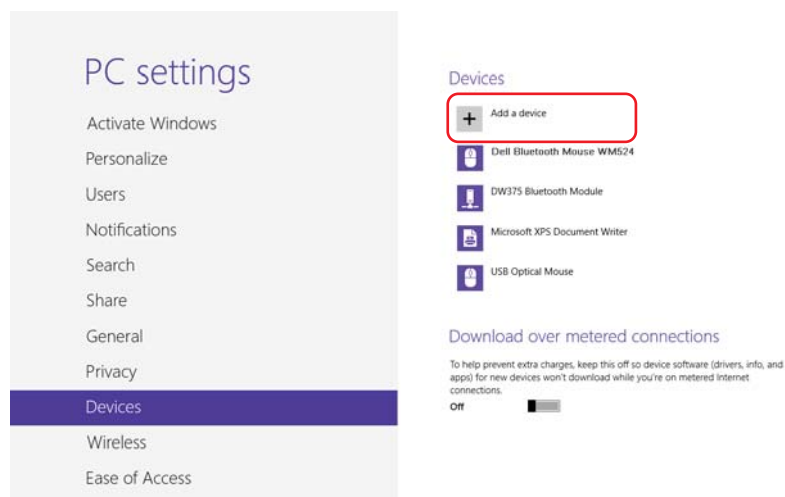 PC settings
Activate Windows
Personalize
Users
Notifications
Search
Share
General
Privacy
Devices
Wireless
Ease of Access
Devices
Add a device
Dell Bluetooth Mouse WM524
DW375 Bluetooth Module
Microsoft XPS Document Writer
USB Optical Mouse
Download over metered connections
To help prevent extra charges, keep this off so device software (drivers, info, and
apps) for new devices won't download while you're on metered Internet
connections.
Off